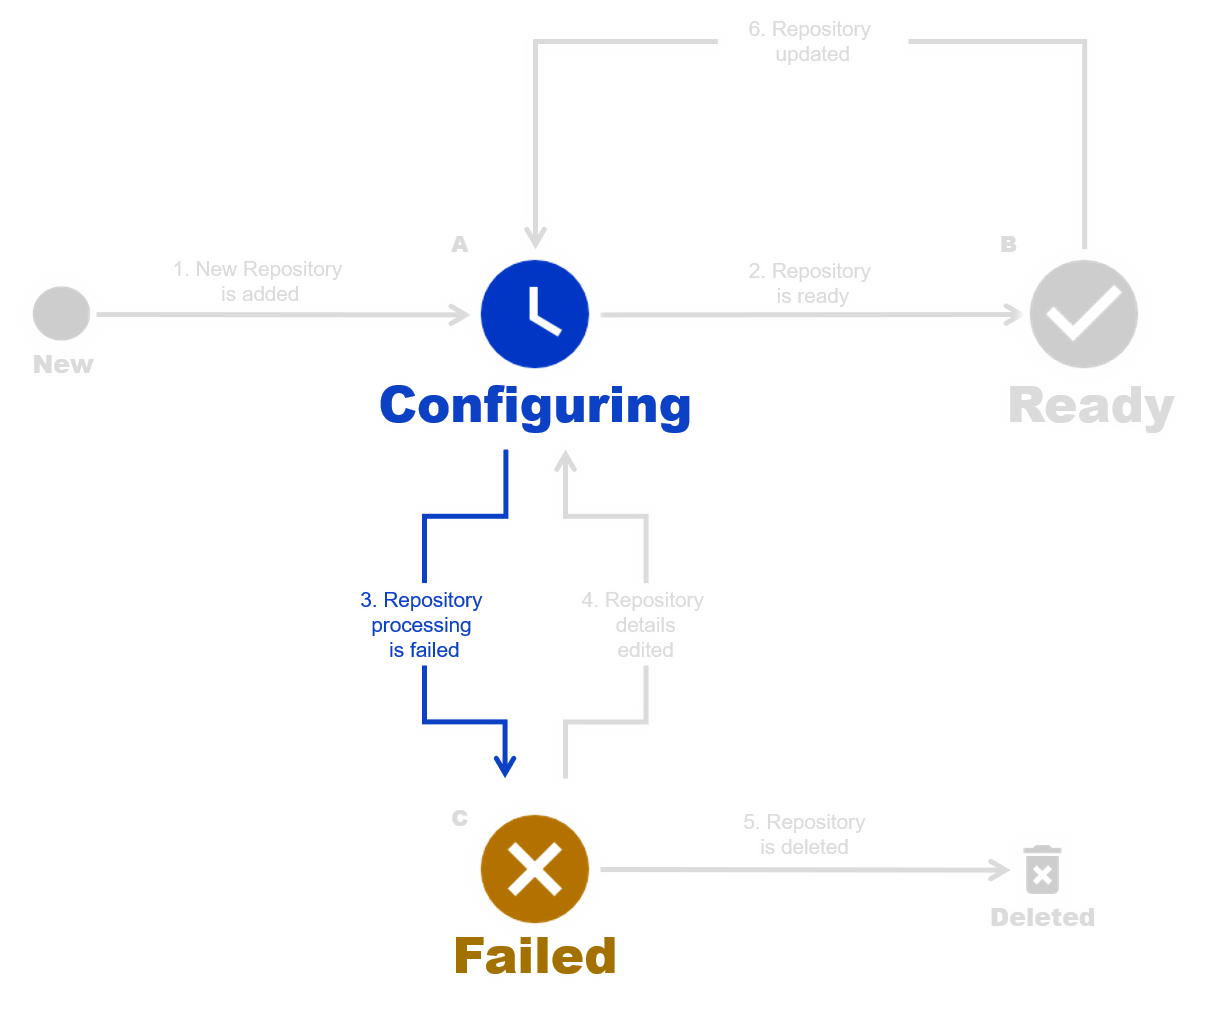 6. Repository
updated
A
B
1. New Repository
is added
2. Repository
is ready
New
Configuring
Ready
3. Repository
processing
is failed
4. Repository
details
edited
C
5. Repository
is deleted
Deleted
Failed